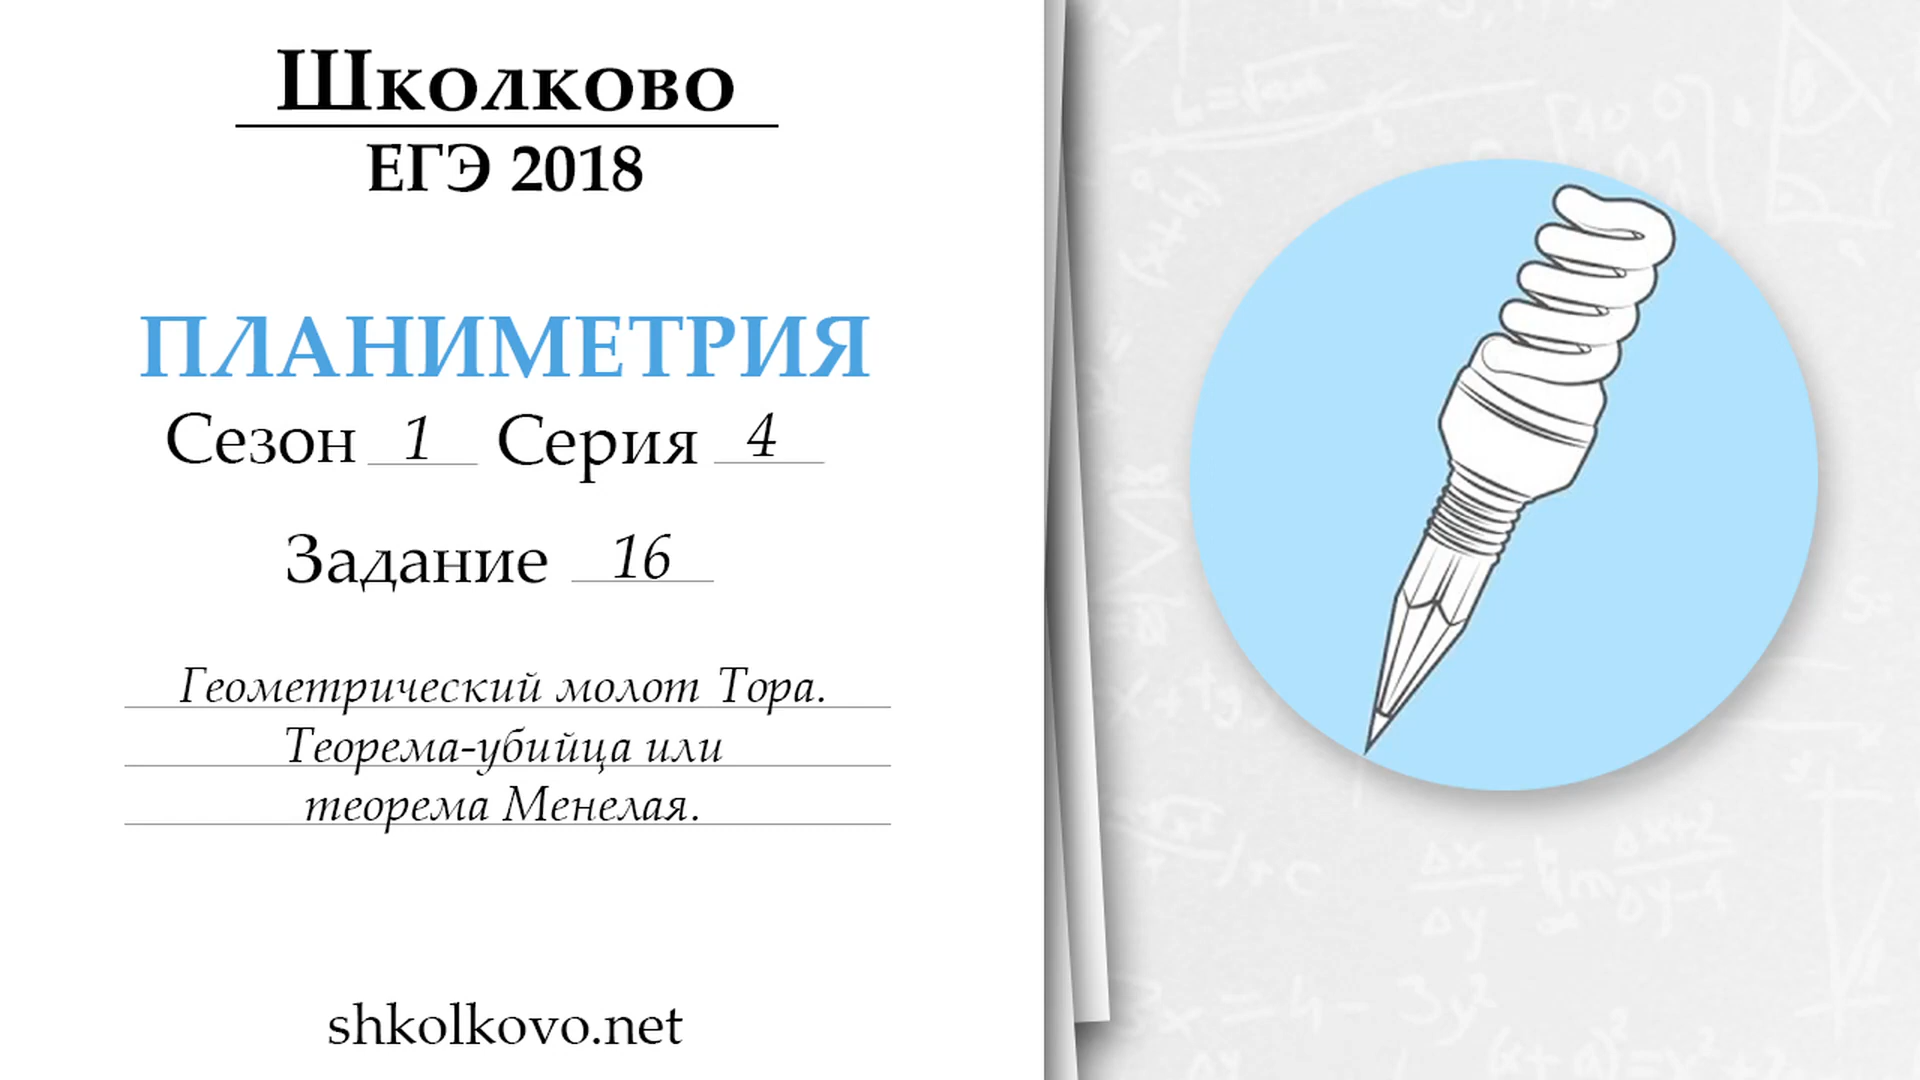 Школково
ЕГЭ 2018
ПЛАНИМЕТРИЯ
Сезон 1 Серия 4
Задание 16
Геометрический молот Тора.
Теорема-убийца или
теорема Менелая.
shkolkovo.net